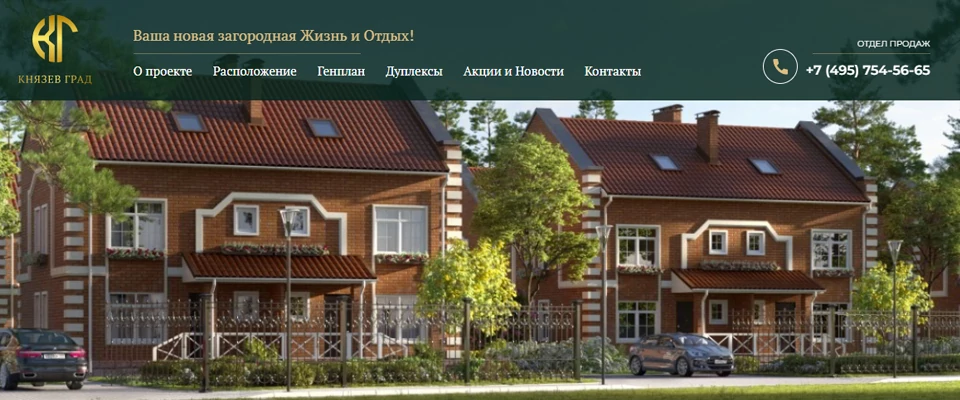 КНЯЗЕВ ГРАД
Ваша новая загородная Жизнь и Отдых!
О проекте Расположение Генплан Дуплексы Акции и Новости Контакты
ОТДЕЛ ПРОДАЖ
+7 (495) 754-56-65